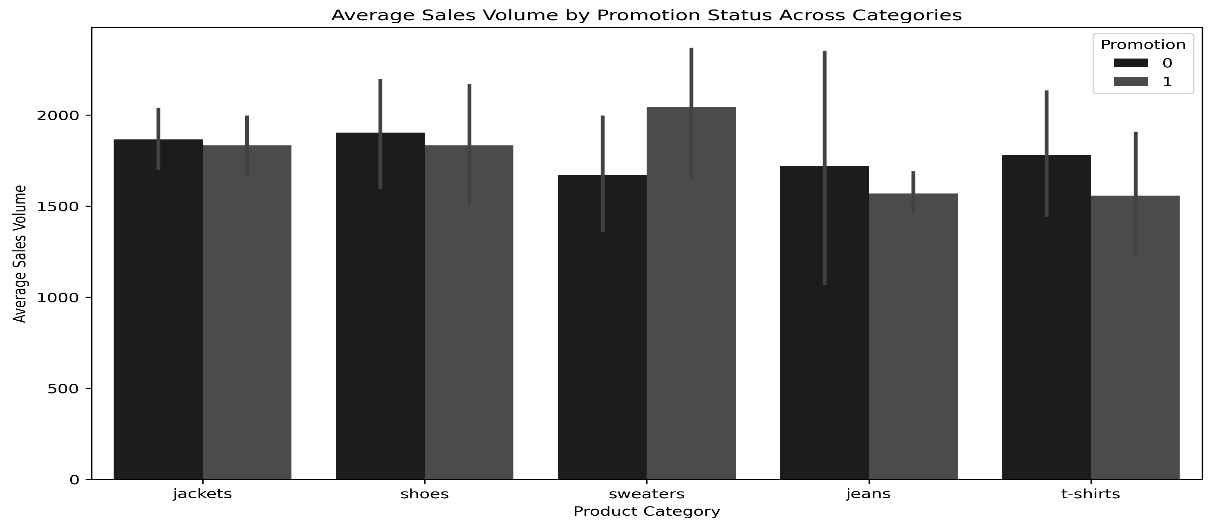 Average Sales Volume by Promotion Status Across Categories
Promotion
0
1
2000
1500
1000
500
0
Average Sales Volume
jackets shoes sweaters jeans t-shirts
Product Category